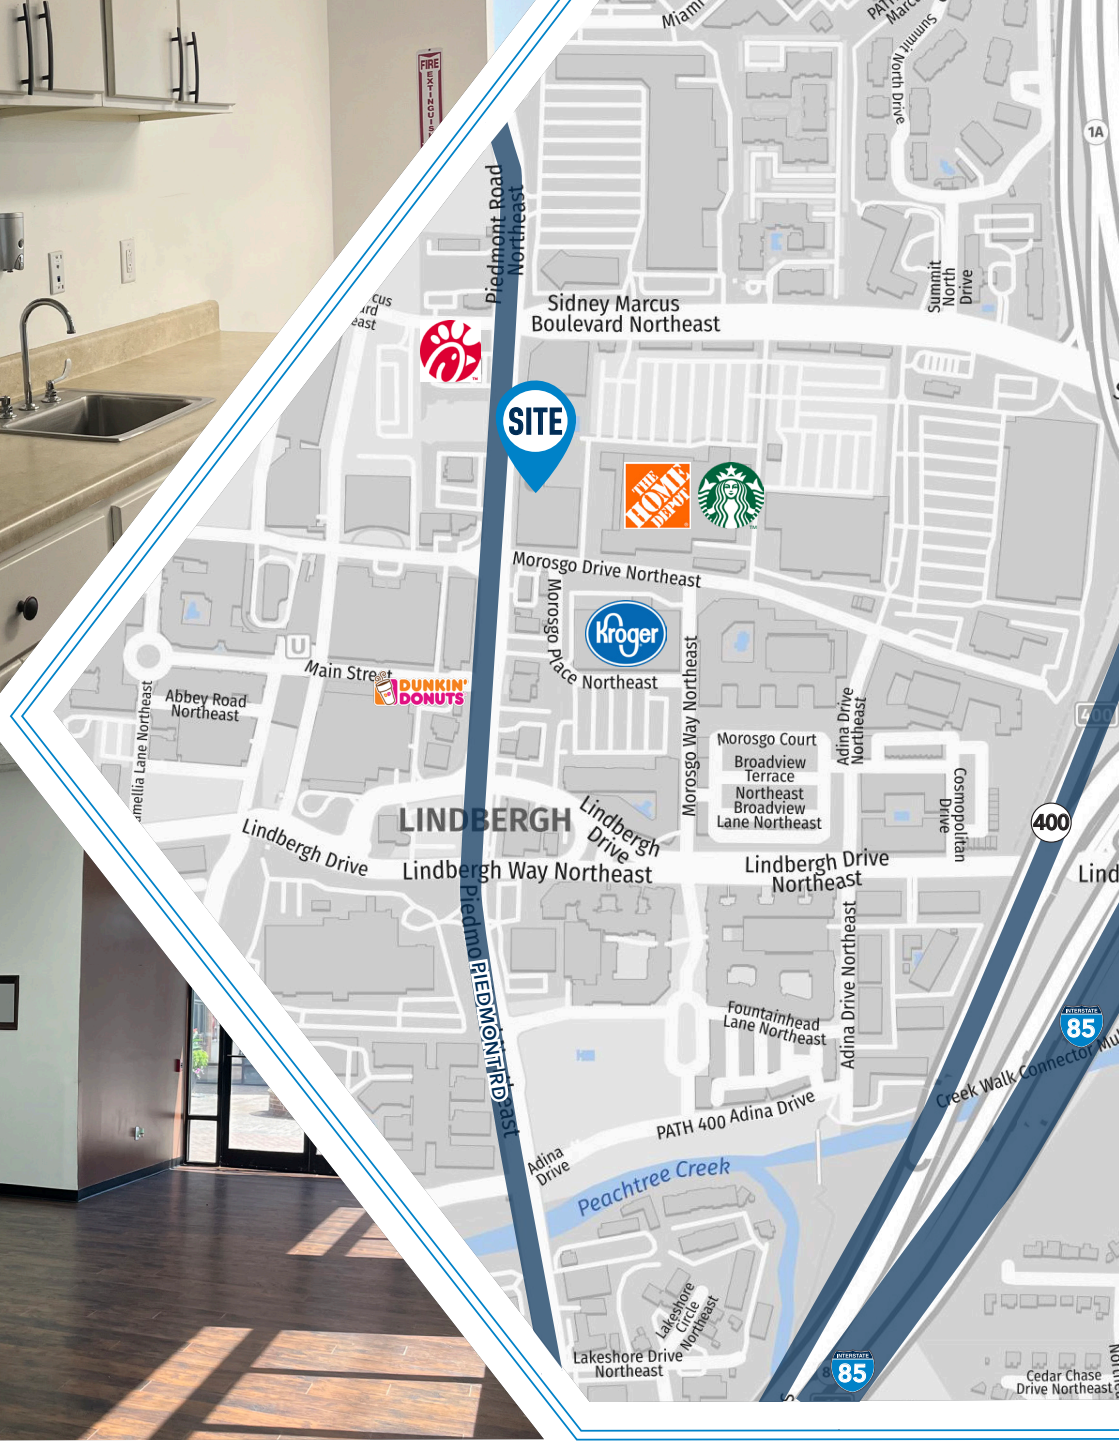 FIRE
EXTINGUIS
Miami
Summit North Drive
1A
Piedmont Road
Northeast
Summit
North
Drive
Sidney Marcus
Boulevard Northeast
SITE
THE
HOME
DEPOT
Morosgo Drive Northeast
Morosgo Place
Northeast
Kroger
Main Street
DUNKIN'
DONUTS
Abbey Road
Northeast
Morosgo Way Northeast
Adina Drive
Northeast
400
Morosgo Court
Broadview
Terrace
Northeast
Broadview
Lane Northeast
Cosmopolitan
Drive
400
LINDBERGH
Lindbergh
Drive
Lindbergh Drive
Lindbergh Way Northeast
Lindbergh Drive
Northeast
Lind
Piedmo
PIEDMONT RD
east
Adina Drive Northeast
Fountainhead
Lane Northeast
INTERSTATE
85
Creek Walk Connector Mu
PATH 400 Adina Drive
Adina
Drive
Peachtree Creek
Lakeshore
Circle
Northeast
Lakeshore Drive
Northeast
INTERSTATE
85
Cedar Chase
Drive Northeast